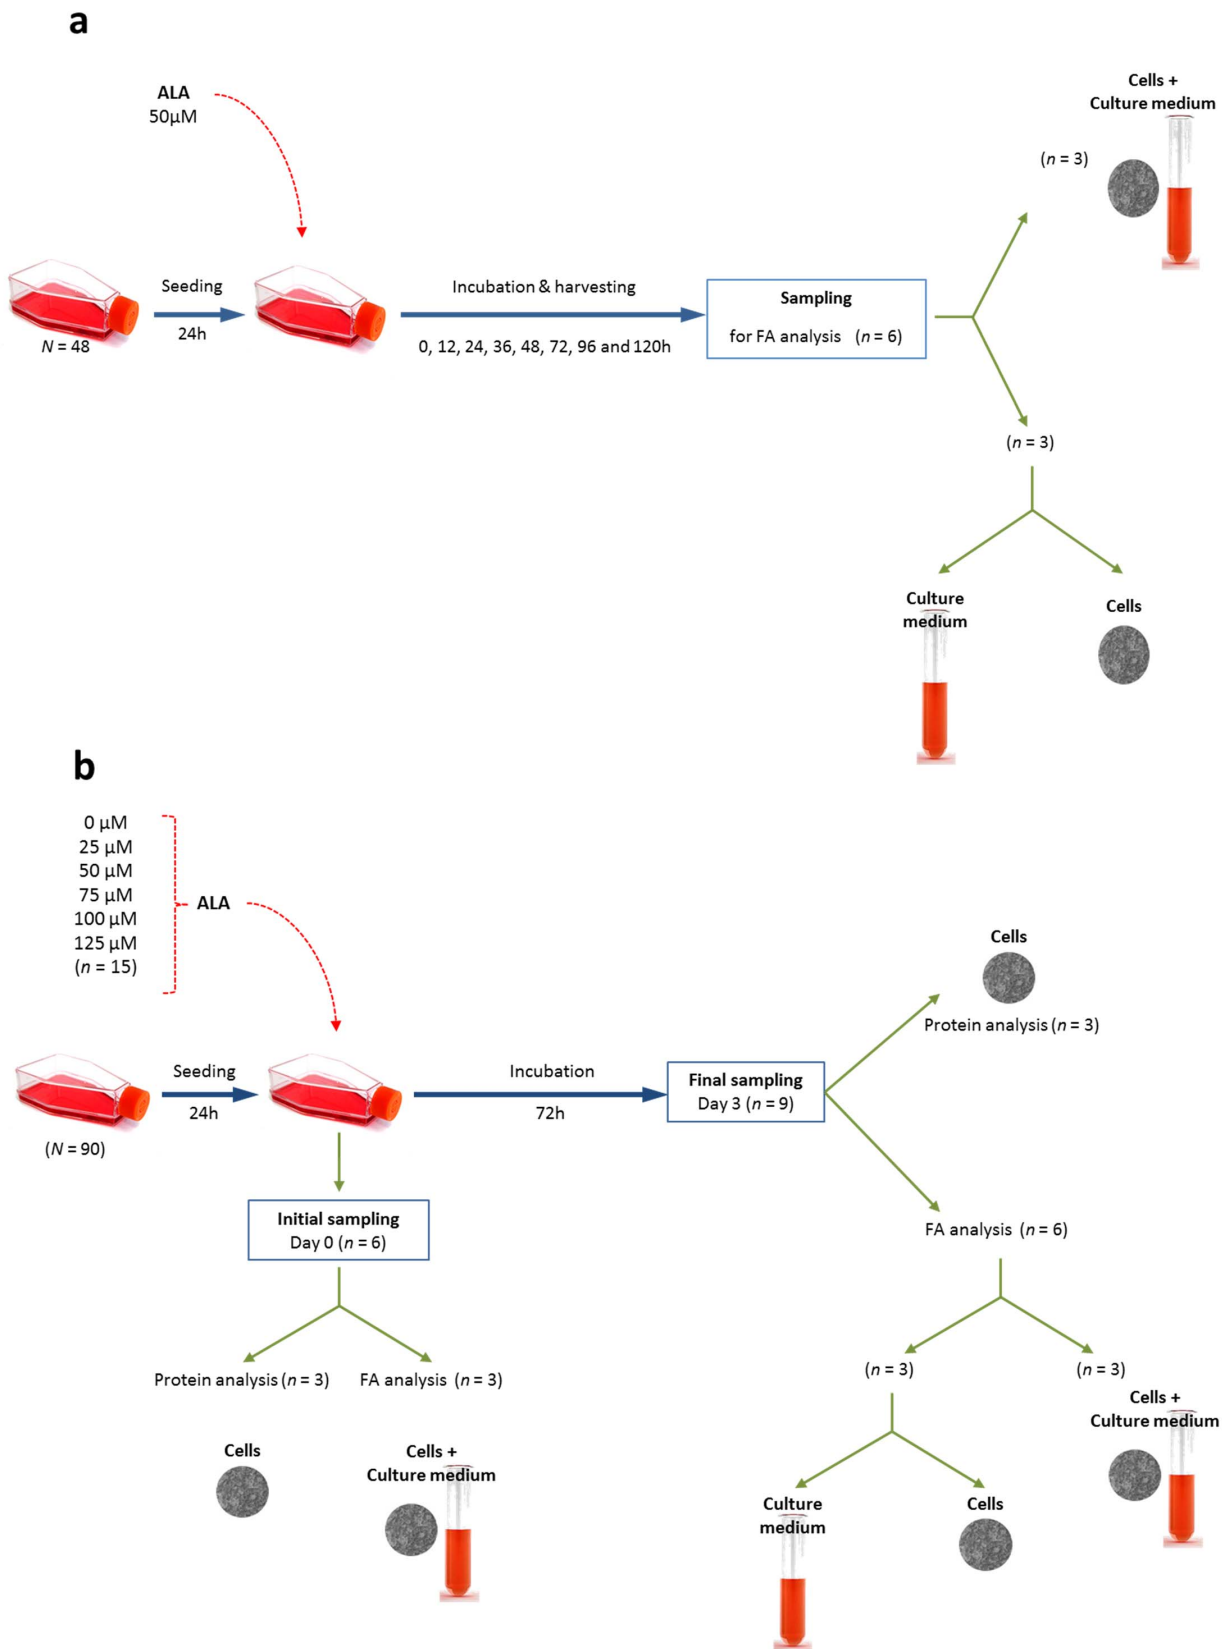 a
ALA
50µM
Cells +
Culture medium
(n = 3)
Seeding
24h
N = 48
Incubation & harvesting
0, 12, 24, 36, 48, 72, 96 and 120h
Sampling
for FA analysis (n = 6)
(n = 3)
Culture
medium
Cells
b
0 µM
25 µM
50 µM
75 µM
100 µM
125 µM
(n = 15)
ALA
Cells
Protein analysis (n = 3)
Seeding
24h
(N = 90)
Incubation
72h
Final sampling
Day 3 (n = 9)
Initial sampling
Day 0 (n = 6)
FA analysis (n = 6)
Protein analysis (n = 3)
FA analysis (n = 3)
(n = 3)
(n = 3)
Cells +
Culture medium
Cells
Cells +
Culture medium
Culture
medium
Cells